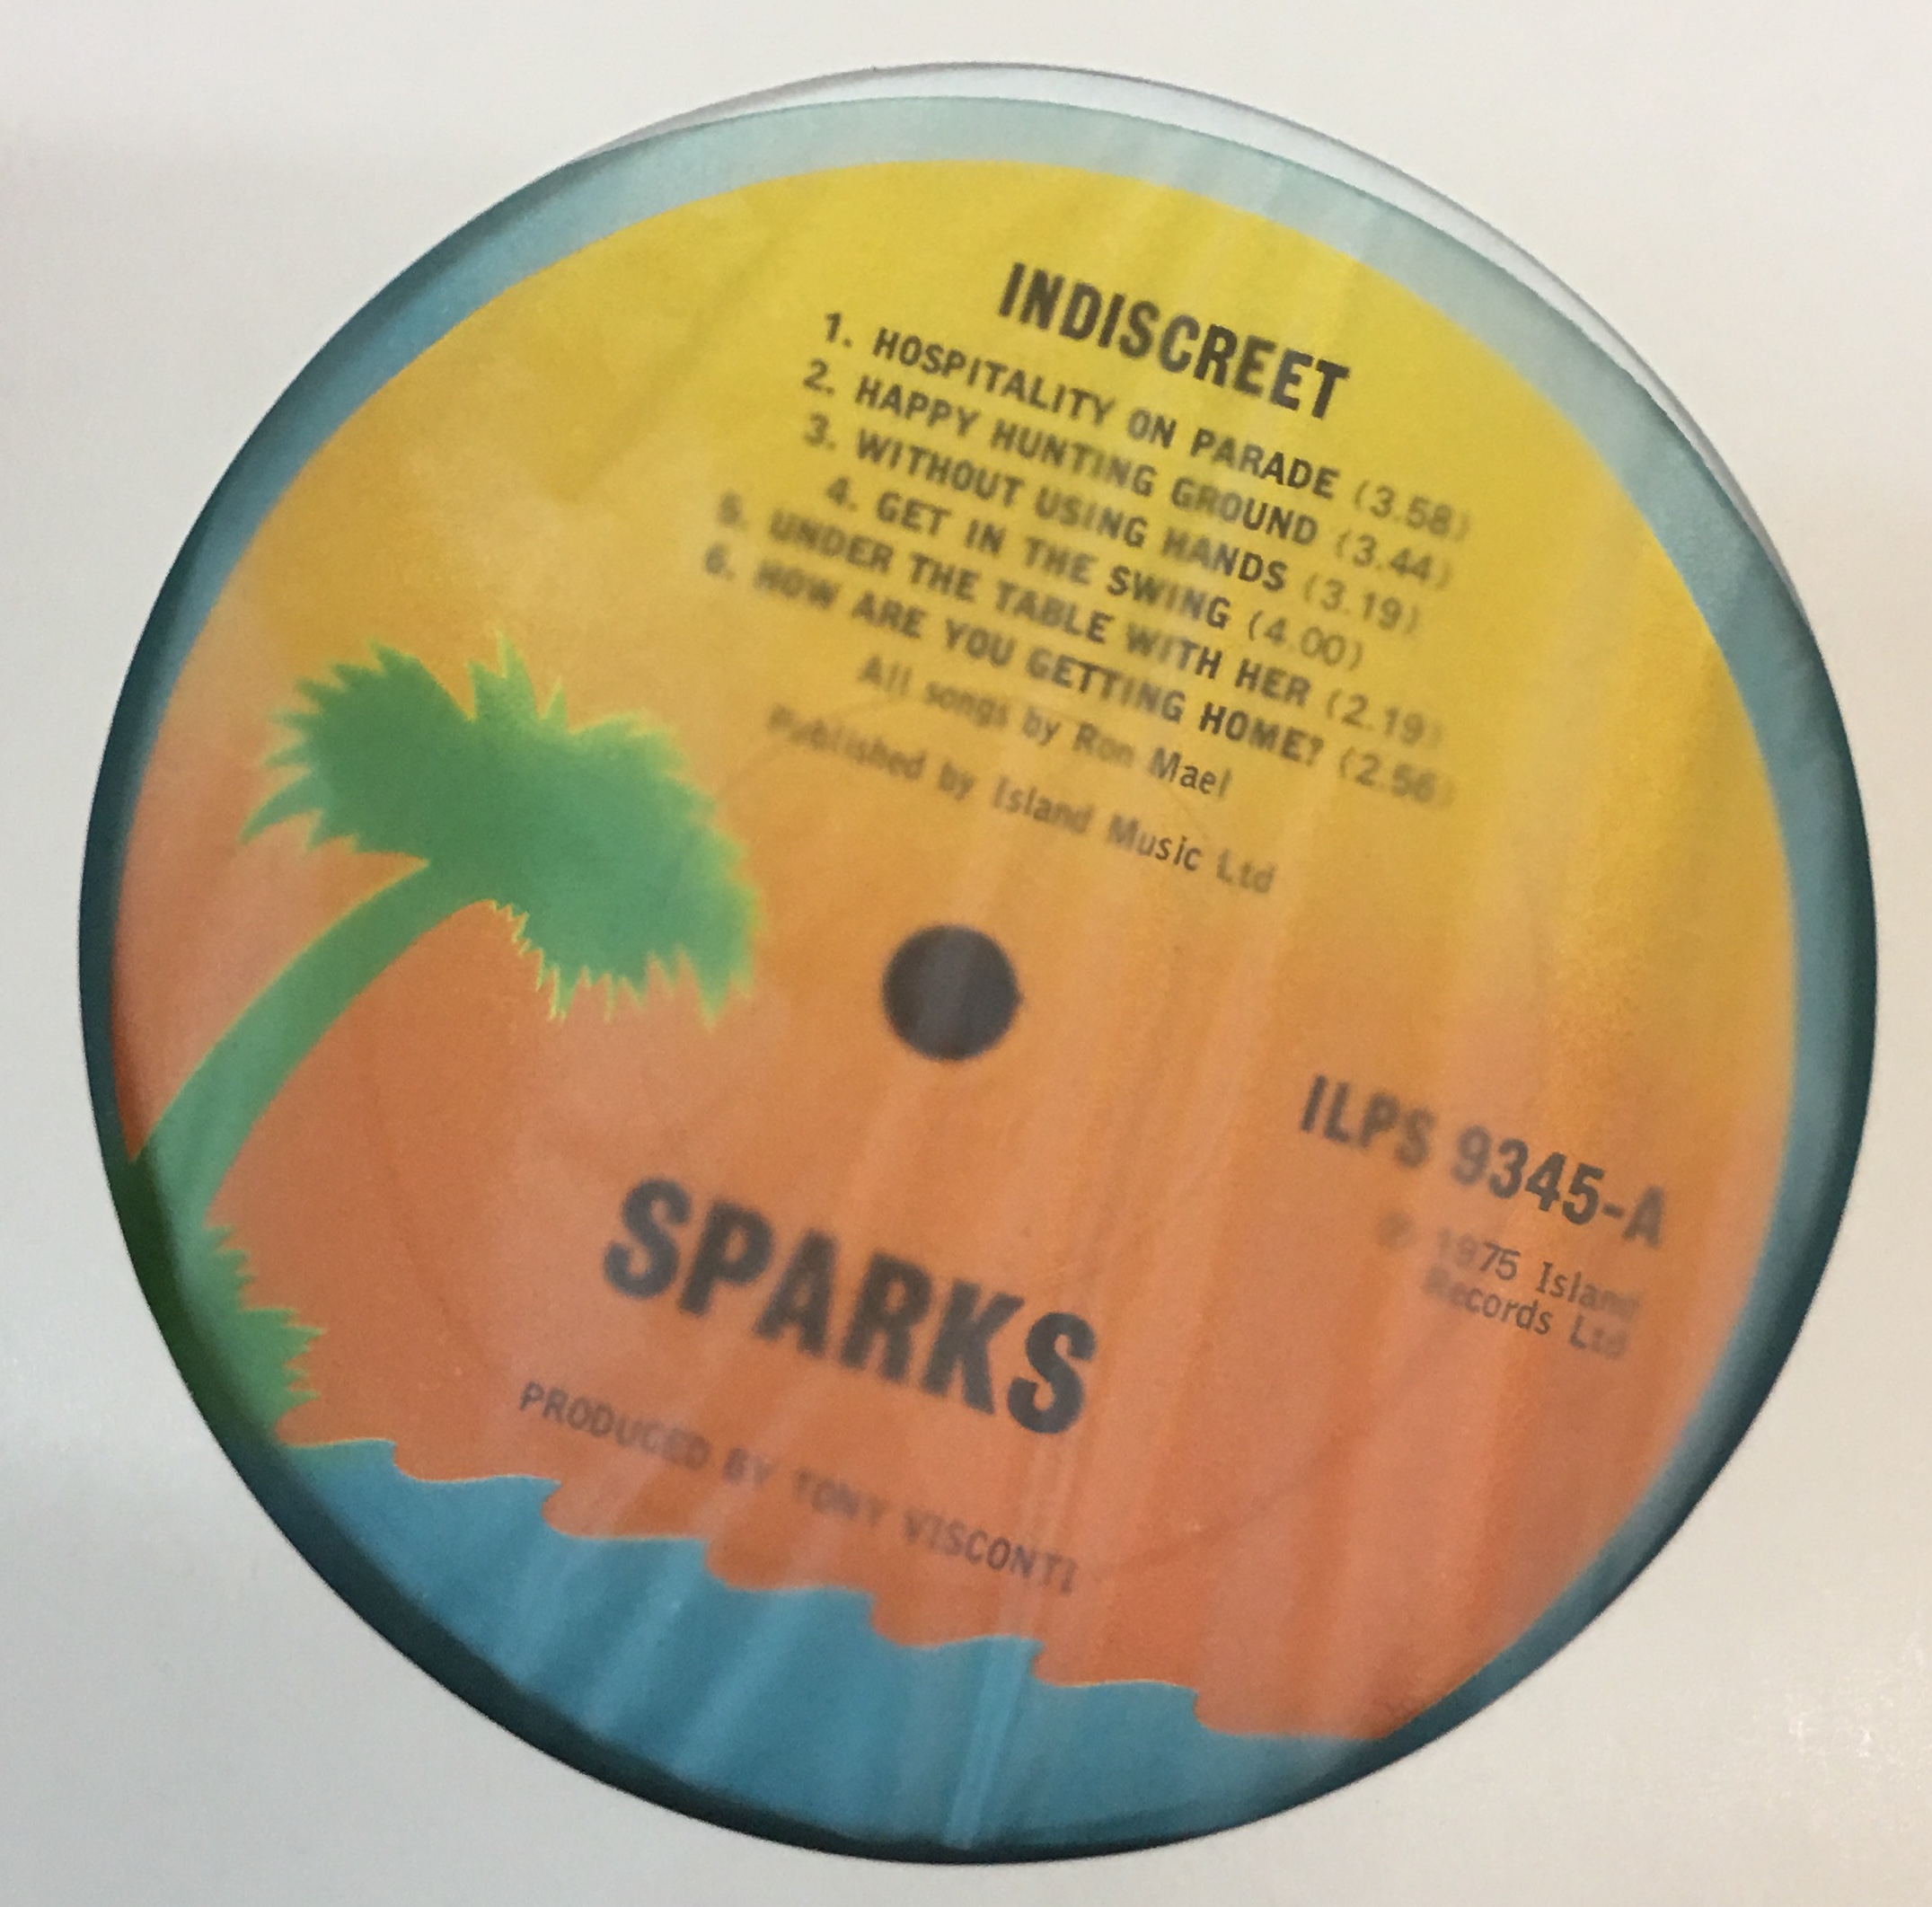 INDISCREET
1. HOSPITALITY ON PARADE (3.58)
2. HAPPY HUNTING GROUND (3.44)
3. WITHOUT USING HANDS (3.19)
4. GET IN THE SWING (4.00)
5. UNDER THE TABLE WITH HER (2.19)
6. HOW ARE YOU GETTING HOME? (2.56)
All songs by Ron Mael
Published by Island Music Ltd
ILPS 9345-A
℗ 1975 Island
Records Ltd
SPARKS
PRODUCED BY TONY VISCONTI